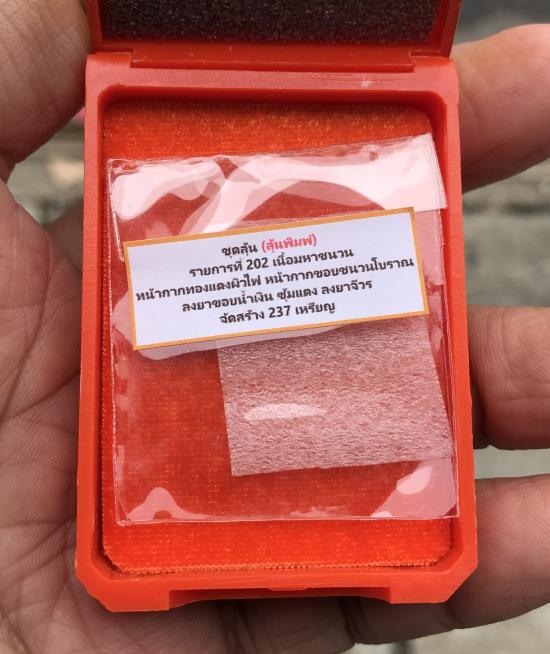 ชุดลุ้น (ลุ้นพิมพ์)
รายการที่ 202 เนื้อมหาชนวน
หน้ากากทองแดงผิวไฟ หน้ากากขอบชนวนโบราณ
ลงยาขอบน้ำเงิน ซุ้มแดง ลงยาจีวร
จัดสร้าง 237 เหรียญ